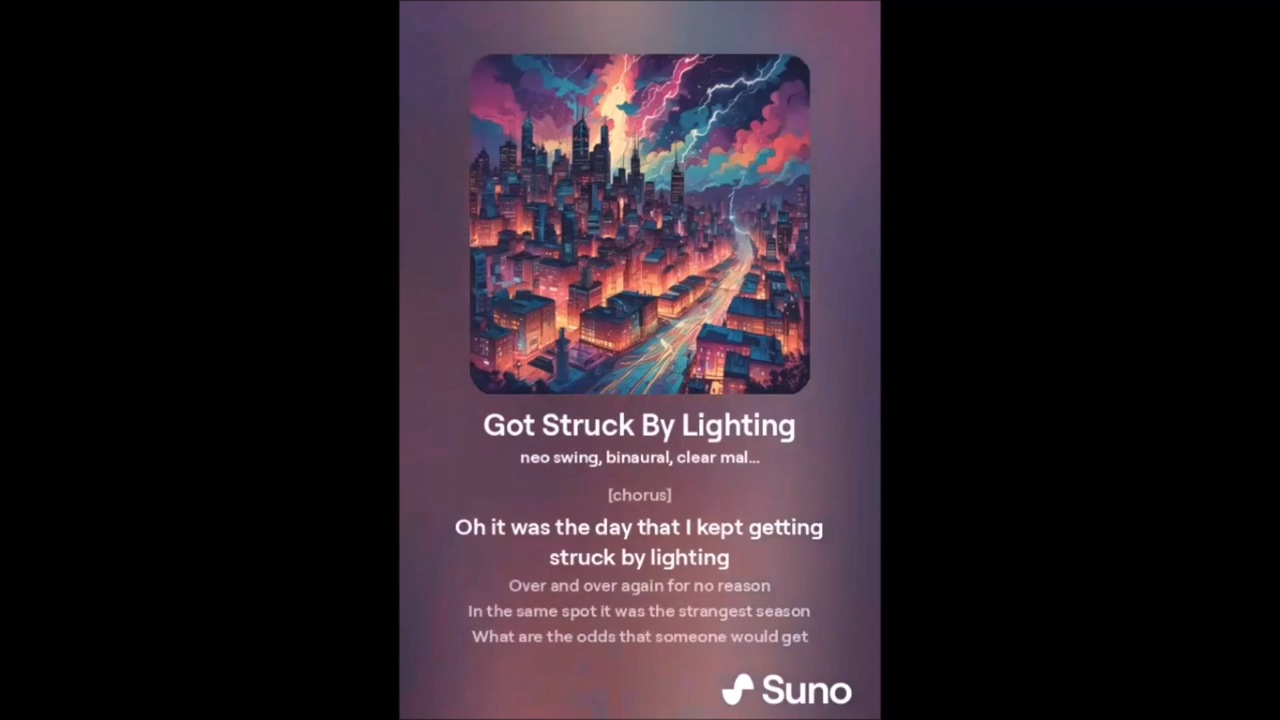 Got Struck By Lighting
neo swing, binaural, clear mal...
[chorus]
Oh it was the day that I kept getting
struck by lighting
Over and over again for no reason
In the same spot it was the strangest season
What are the odds that someone would get
Suno